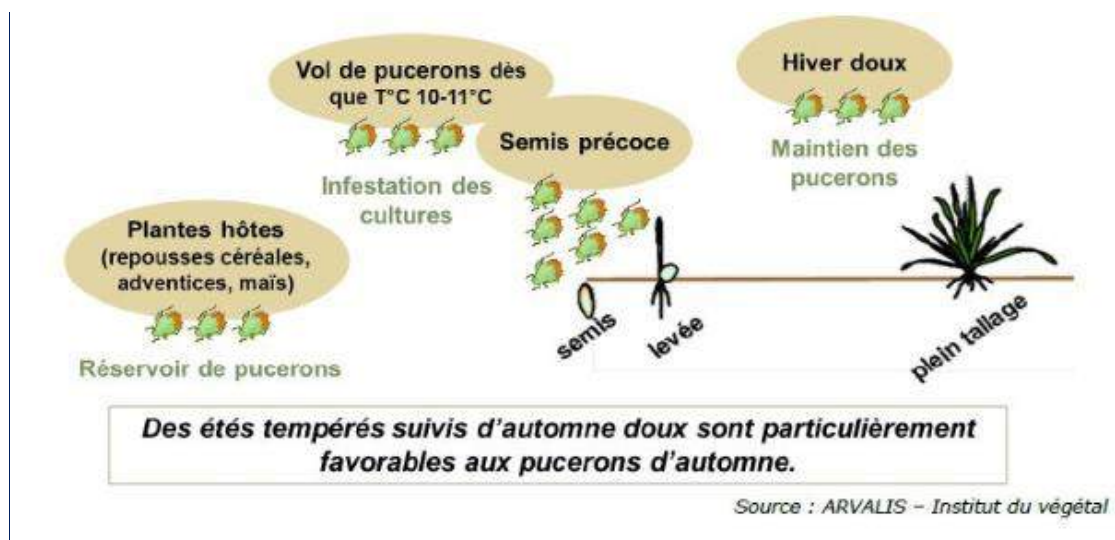 Vol de pucerons dès
que T°C 10-11°C
Infestation des
cultures
Semis précoce
Hiver doux
Maintien des
pucerons
Plantes hôtes
(repousses céréales,
adventices, maïs)
Réservoir de pucerons
semis
levée
plein tallage
Des étés tempérés suivis d'automne doux sont particulièrement
favorables aux pucerons d'automne.
Source : ARVALIS – Institut du végétal